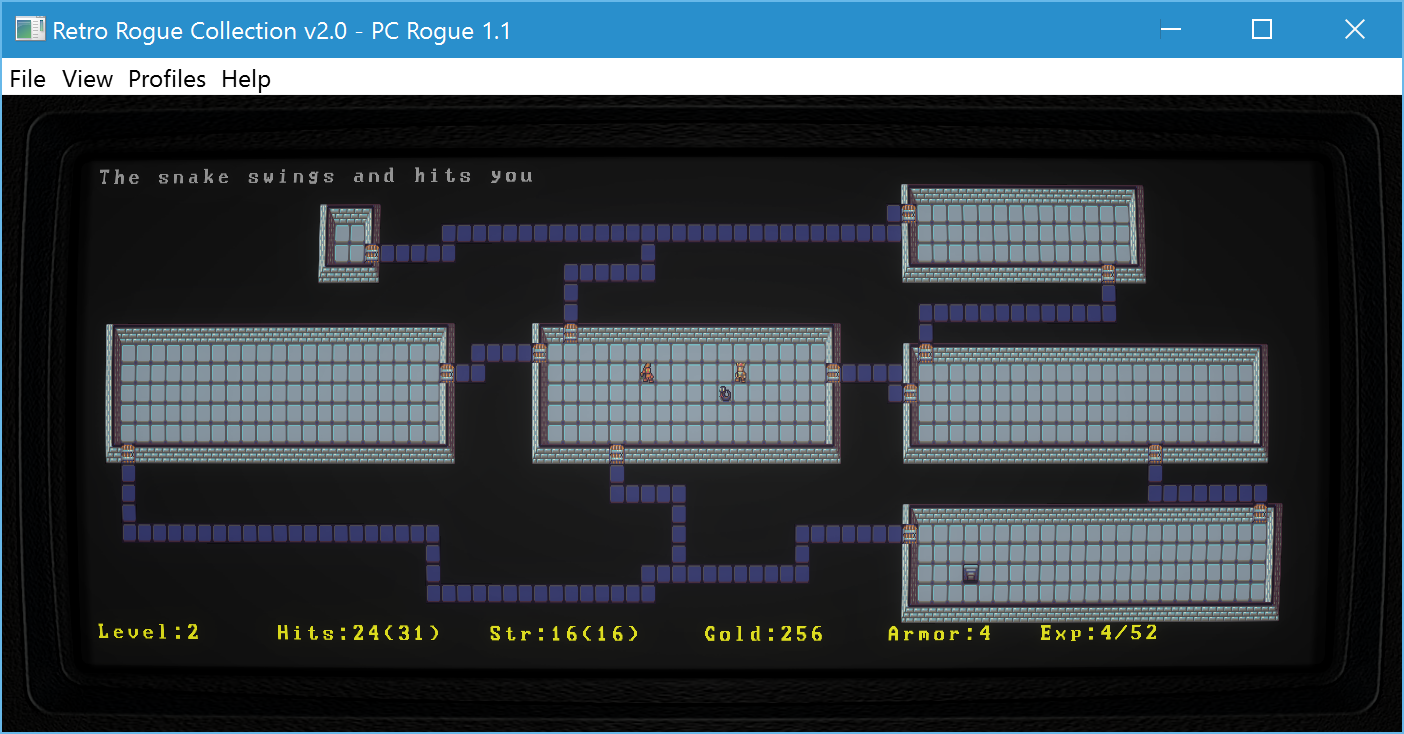 Retro Rogue Collection v2.0 - PC Rogue 1.1
File View Profiles Help
The snake swings and hits you
Level:2 Hits:24(31) Str:16(16) Gold:256 Armor:4 Exp:4/52